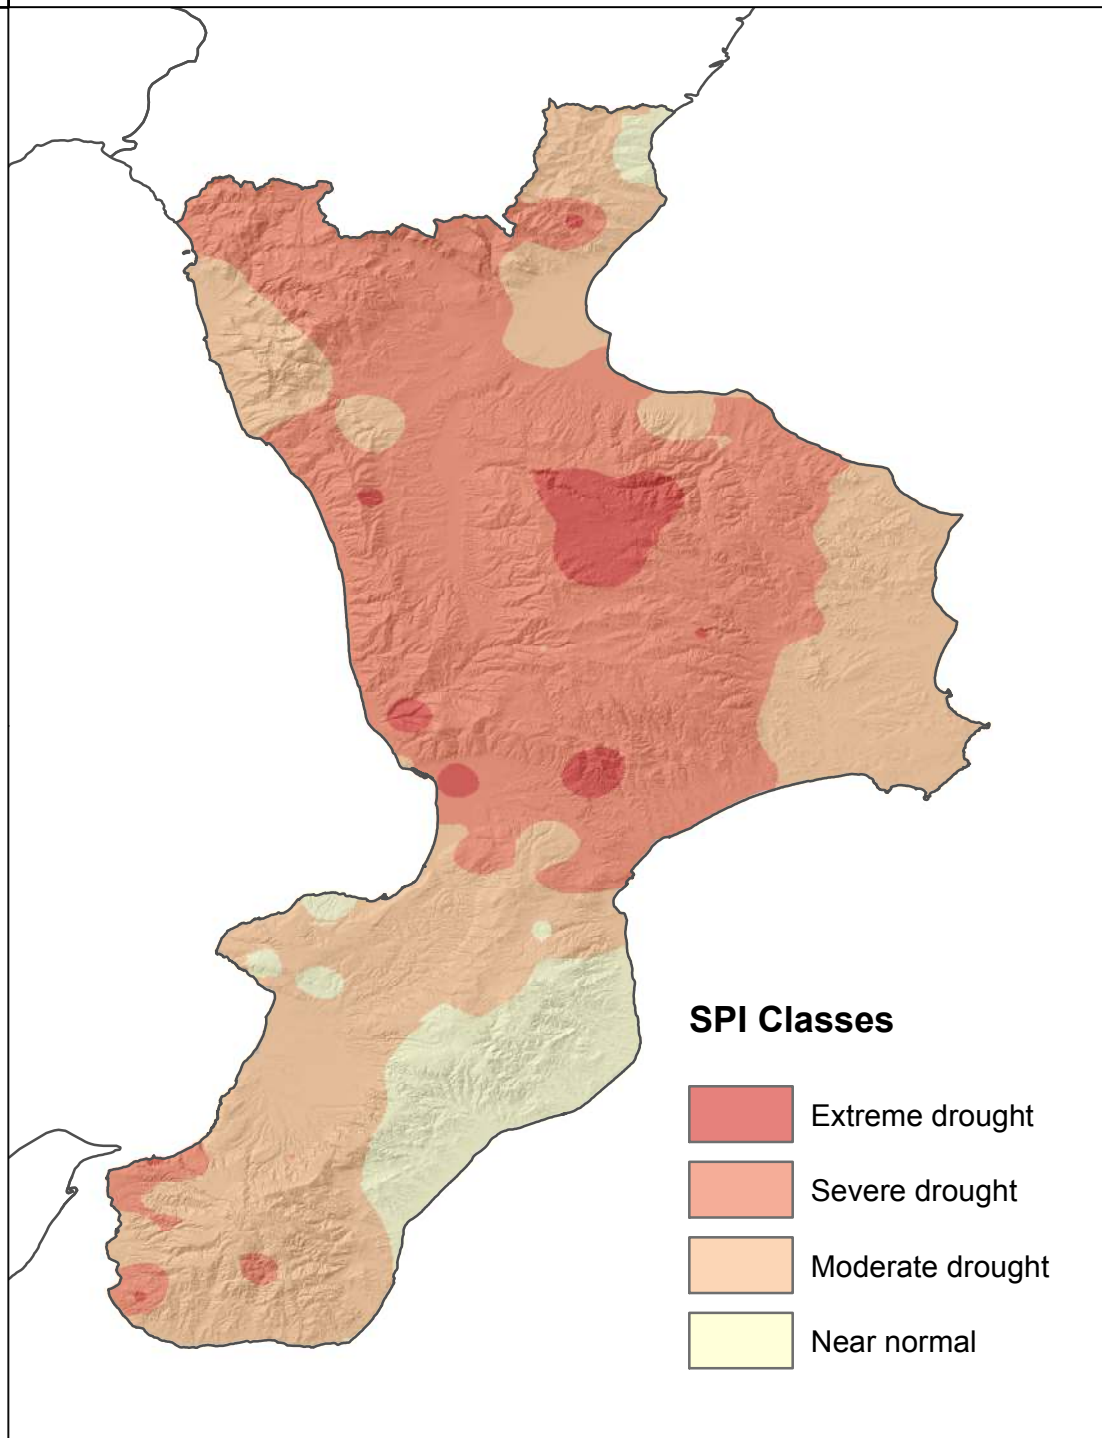 SPI Classes
Extreme drought
Severe drought
Moderate drought
Near normal